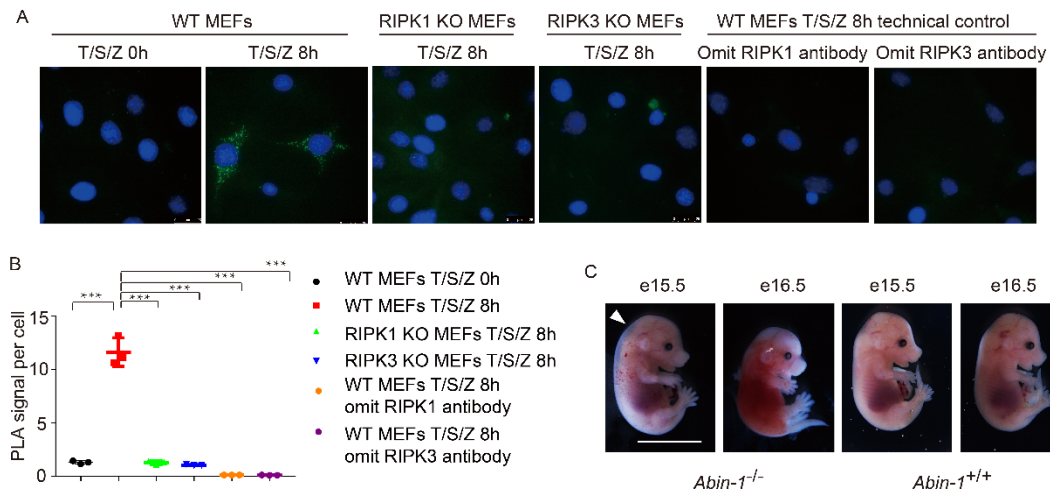 A
WT MEFs
RIPK1 KO MEFs
RIPK3 KO MEFs
WT MEFs T/S/Z 8h technical control
T/S/Z 0h
T/S/Z 8h
T/S/Z 8h
T/S/Z 8h
Omit RIPK1 antibody
Omit RIPK3 antibody
B
PLA signal per cell
15
10
5
0
***
***
***
***
***
WT MEFs T/S/Z 0h
WT MEFs T/S/Z 8h
RIPK1 KO MEFs T/S/Z 8h
RIPK3 KO MEFs T/S/Z 8h
WT MEFs T/S/Z 8h
omit RIPK1 antibody
WT MEFs T/S/Z 8h
omit RIPK3 antibody
C
e15.5
e16.5
e15.5
e16.5
Abin-1⁻/⁻
Abin-1⁺/⁺